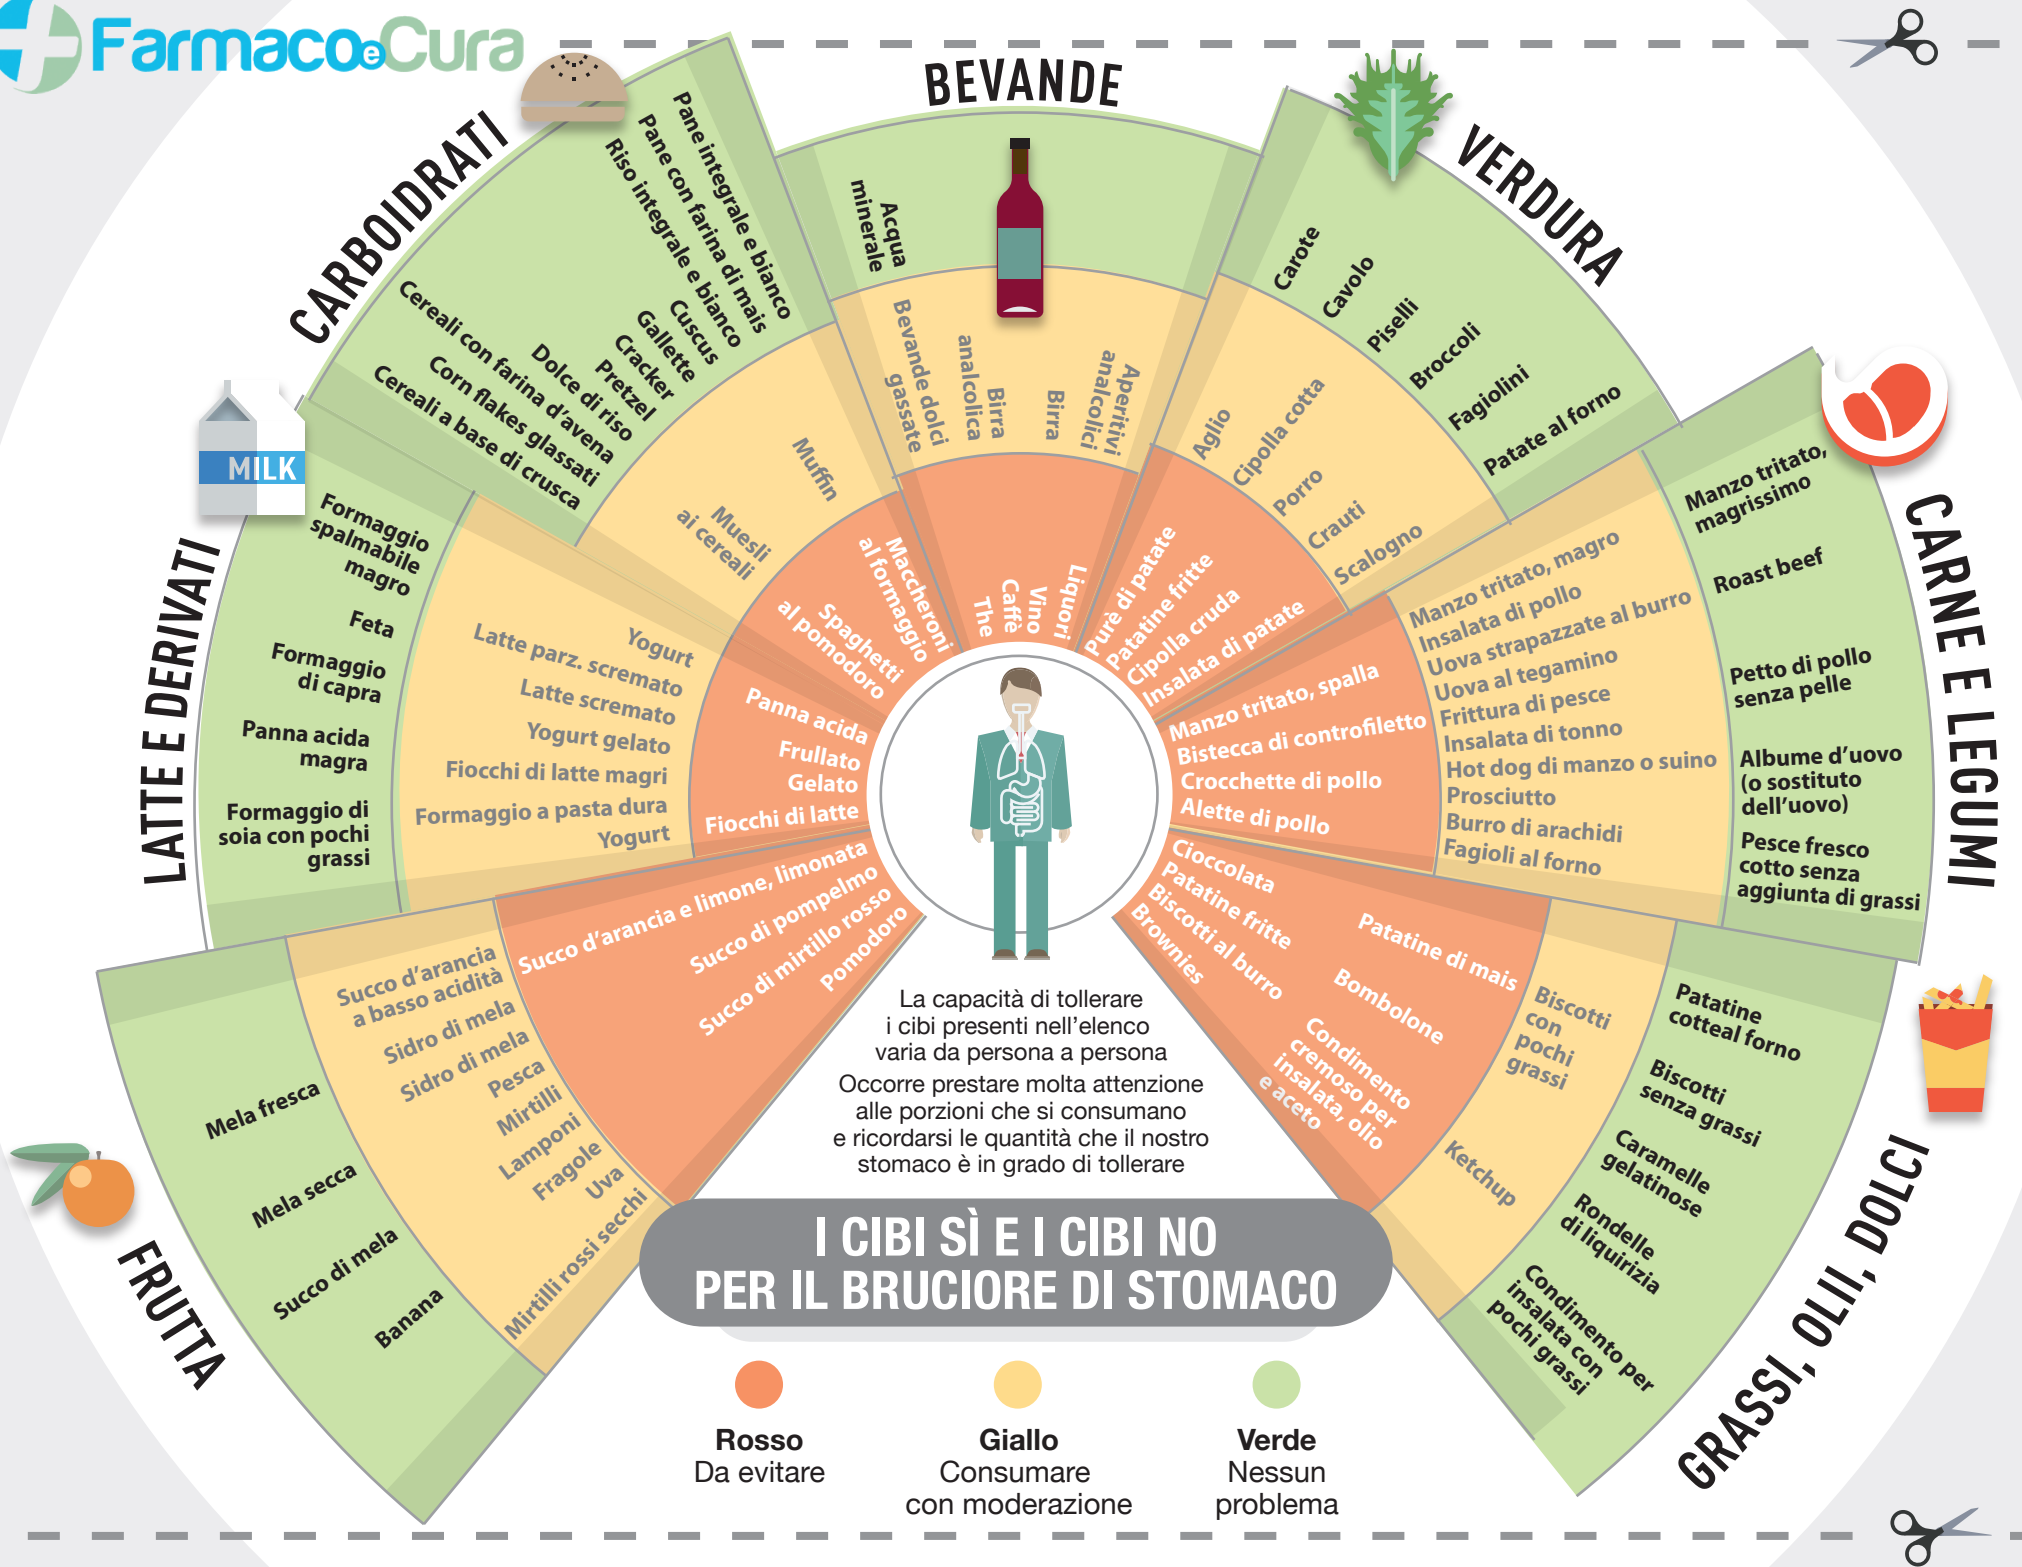 FarmacoeCura
FRUTTA
Mela fresca
Mela secca
Succo di mela
Banana
Succo d'arancia
a basso acidità
Sidro di mela
Sidro di mela
Pesca
Mirtilli
Lamponi
Fragole
Uva
Mirtilli rossi secchi
Succo d'arancia e limone, limonata
Succo di pompelmo
Succo di mirtillo rosso
Pomodoro
LATTE E DERIVATI
MILK
Formaggio
spalmabile
magro
Feta
Formaggio
di capra
Panna acida
magra
Formaggio di
soia con pochi
grassi
Yogurt
Latte parz. scremato
Latte scremato
Yogurt gelato
Fiocchi di latte magri
Formaggio a pasta dura
Yogurt
Panna acida
Frullato
Gelato
Fiocchi di latte
CARBOIDRATI
Pane integrale e bianco
Pane con farina di mais
Riso integrale e bianco
Cuscus
Gallette
Cracker
Pretzel
Dolce di riso
Cereali con farina d'avena
Corn flakes glassati
Cereali a base di crusca
Muffin
Muesli
ai cereali
Maccheroni
al formaggio
Spaghetti
al pomodoro
BEVANDE
Acqua
minerale
Bevande dolci
gassate
Birra
analcolica
Birra
Aperitivi
analcolici
The
Caffè
Vino
Liquori
VERDURA
Carote
Cavolo
Piselli
Broccoli
Fagiolini
Patate al forno
Aglio
Cipolla cotta
Porro
Crauti
Scalogno
Purè di patate
Patatine fritte
Cipolla cruda
Insalata di patate
CARNE E LEGUMI
Manzo tritato,
magrissimo
Roast beef
Petto di pollo
senza pelle
Albume d'uovo
(o sostituto
dell'uovo)
Pesce fresco
cotto senza
aggiunta di grassi
Manzo tritato, magro
Insalata di pollo
Uova strapazzate al burro
Uova al tegamino
Frittura di pesce
Insalata di tonno
Hot dog di manzo o suino
Prosciutto
Burro di arachidi
Fagioli al forno
Manzo tritato, spalla
Bistecca di controfiletto
Crocchette di pollo
Alette di pollo
GRASSI, OLII, DOLCI
Patatine
cotteal forno
Biscotti
senza grassi
Caramelle
gelatinose
Rondelle
di liquirizia
Condimento per
insalata con
pochi grassi
Biscotti
con
pochi
grassi
Ketchup
Cioccolata
Patatine fritte
Biscotti al burro
Brownies
Patatine di mais
Bombolone
Condimento
cremoso per
insalata, olio
e aceto
La capacità di tollerare
i cibi presenti nell'elenco
varia da persona a persona
Occorre prestare molta attenzione
alle porzioni che si consumano
e ricordarsi le quantità che il nostro
stomaco è in grado di tollerare
I CIBI SÌ E I CIBI NO
PER IL BRUCIORE DI STOMACO
Rosso
Da evitare
Giallo
Consumare
con moderazione
Verde
Nessun
problema